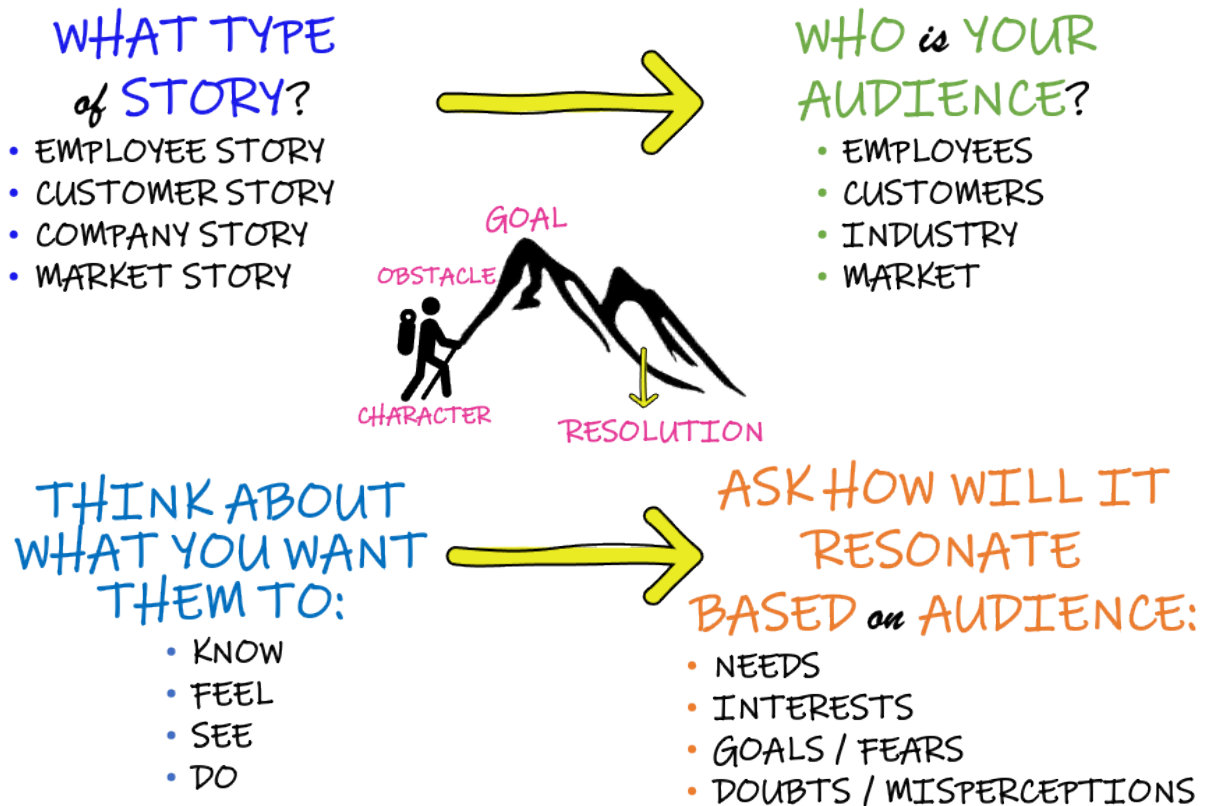 WHAT TYPE
of STORY?
• EMPLOYEE STORY
• CUSTOMER STORY
• COMPANY STORY
• MARKET STORY
WHO is YOUR
AUDIENCE?
• EMPLOYEES
• CUSTOMERS
• INDUSTRY
• MARKET
GOAL
OBSTACLE
CHARACTER
RESOLUTION
THINK ABOUT
WHAT YOU WANT
THEM TO:
• KNOW
• FEEL
• SEE
• DO
ASK HOW WILL IT
RESONATE
BASED on AUDIENCE:
• NEEDS
• INTERESTS
• GOALS / FEARS
• DOUBTS / MISPERCEPTIONS